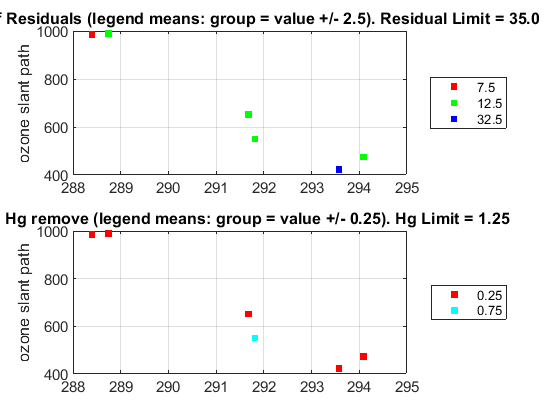 f Residuals (legend means: group = value +/- 2.5). Residual Limit = 35.0
1000
800
600
400
ozone slant path
288 289 290 291 292 293 294 295
7.5
12.5
32.5
Hg remove (legend means: group = value +/- 0.25). Hg Limit = 1.25
1000
800
600
400
ozone slant path
288 289 290 291 292 293 294 295
0.25
0.75